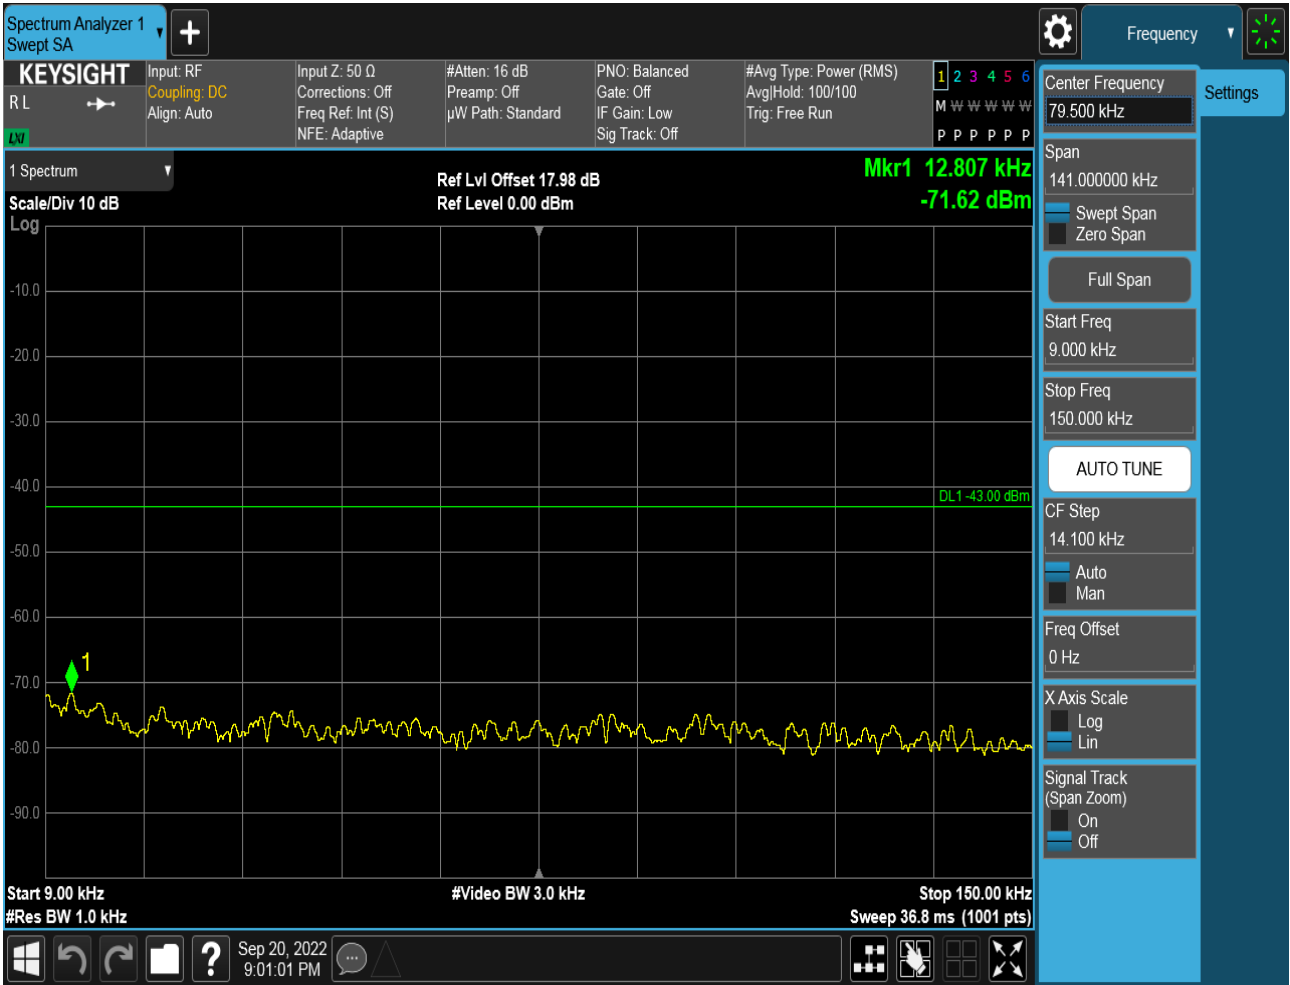 Spectrum Analyzer 1
Swept SA
Frequency
KEYSIGHT
R L
LXI
Input: RF
Coupling: DC
Align: Auto
Input Z: 50 Ω
Corrections: Off
Freq Ref: Int (S)
NFE: Adaptive
#Atten: 16 dB
Preamp: Off
µW Path: Standard
PNO: Balanced
Gate: Off
IF Gain: Low
Sig Track: Off
#Avg Type: Power (RMS)
Avg|Hold: 100/100
Trig: Free Run
1 2 3 4 5 6
M W W W W W
P P P P P P
1 Spectrum
Scale/Div 10 dB
Log
Ref Lvl Offset 17.98 dB
Ref Level 0.00 dBm
Mkr1 12.807 kHz
-71.62 dBm
-10.0
-20.0
-30.0
-40.0
-50.0
-60.0
-70.0
-80.0
-90.0
DL1 -43.00 dBm
1
Start 9.00 kHz
#Res BW 1.0 kHz
#Video BW 3.0 kHz
Stop 150.00 kHz
Sweep 36.8 ms (1001 pts)
Center Frequency
79.500 kHz
Settings
Span
141.000000 kHz
Swept Span
Zero Span
Full Span
Start Freq
9.000 kHz
Stop Freq
150.000 kHz
AUTO TUNE
CF Step
14.100 kHz
Auto
Man
Freq Offset
0 Hz
X Axis Scale
Log
Lin
Signal Track
(Span Zoom)
On
Off
?
Sep 20, 2022
9:01:01 PM